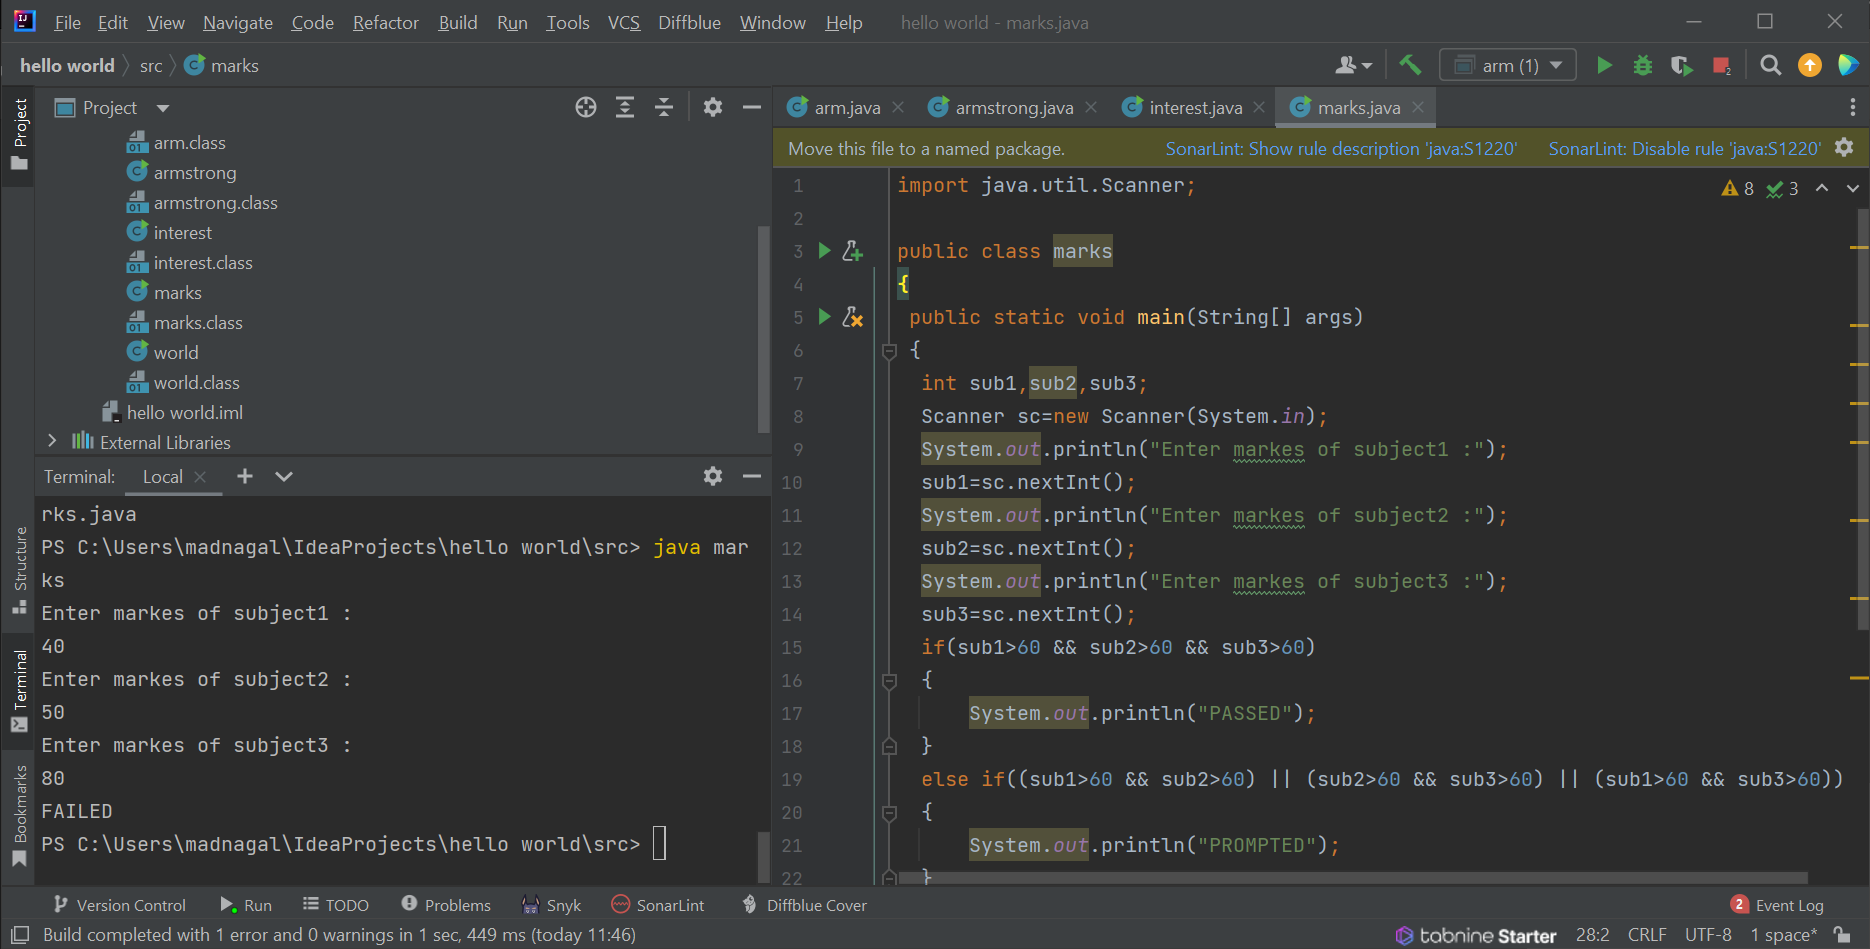 File Edit View Navigate Code Refactor Build Run Tools VCS Diffblue Window Help hello world - marks.java
hello world src marks arm (1) 2
Project
Project
arm.class
armstrong
armstrong.class
interest
interest.class
marks
marks.class
world
world.class
hello world.iml
External Libraries
Terminal: Local
rks.java
PS C:\Users\madnagal\IdeaProjects\hello world\src> java mar
ks
Enter markes of subject1 :
40
Enter markes of subject2 :
50
Enter markes of subject3 :
80
FAILED
PS C:\Users\madnagal\IdeaProjects\hello world\src>
Structure
Terminal
Bookmarks
arm.java armstrong.java interest.java marks.java
Move this file to a named package. SonarLint: Show rule description 'java:S1220' SonarLint: Disable rule 'java:S1220'
8 3
1 import java.util.Scanner;
2
3 public class marks
4 {
5 public static void main(String[] args)
6 {
7 int sub1,sub2,sub3;
8 Scanner sc=new Scanner(System.in);
9 System.out.println("Enter markes of subject1 :");
10 sub1=sc.nextInt();
11 System.out.println("Enter markes of subject2 :");
12 sub2=sc.nextInt();
13 System.out.println("Enter markes of subject3 :");
14 sub3=sc.nextInt();
15 if(sub1>60 && sub2>60 && sub3>60)
16 {
17 System.out.println("PASSED");
18 }
19 else if((sub1>60 && sub2>60) || (sub2>60 && sub3>60) || (sub1>60 && sub3>60))
20 {
21 System.out.println("PROMPTED");
22 }
Version Control Run TODO Problems Snyk SonarLint Diffblue Cover 2 Event Log
Build completed with 1 error and 0 warnings in 1 sec, 449 ms (today 11:46) tabnine Starter 28:2 CRLF UTF-8 1 space*